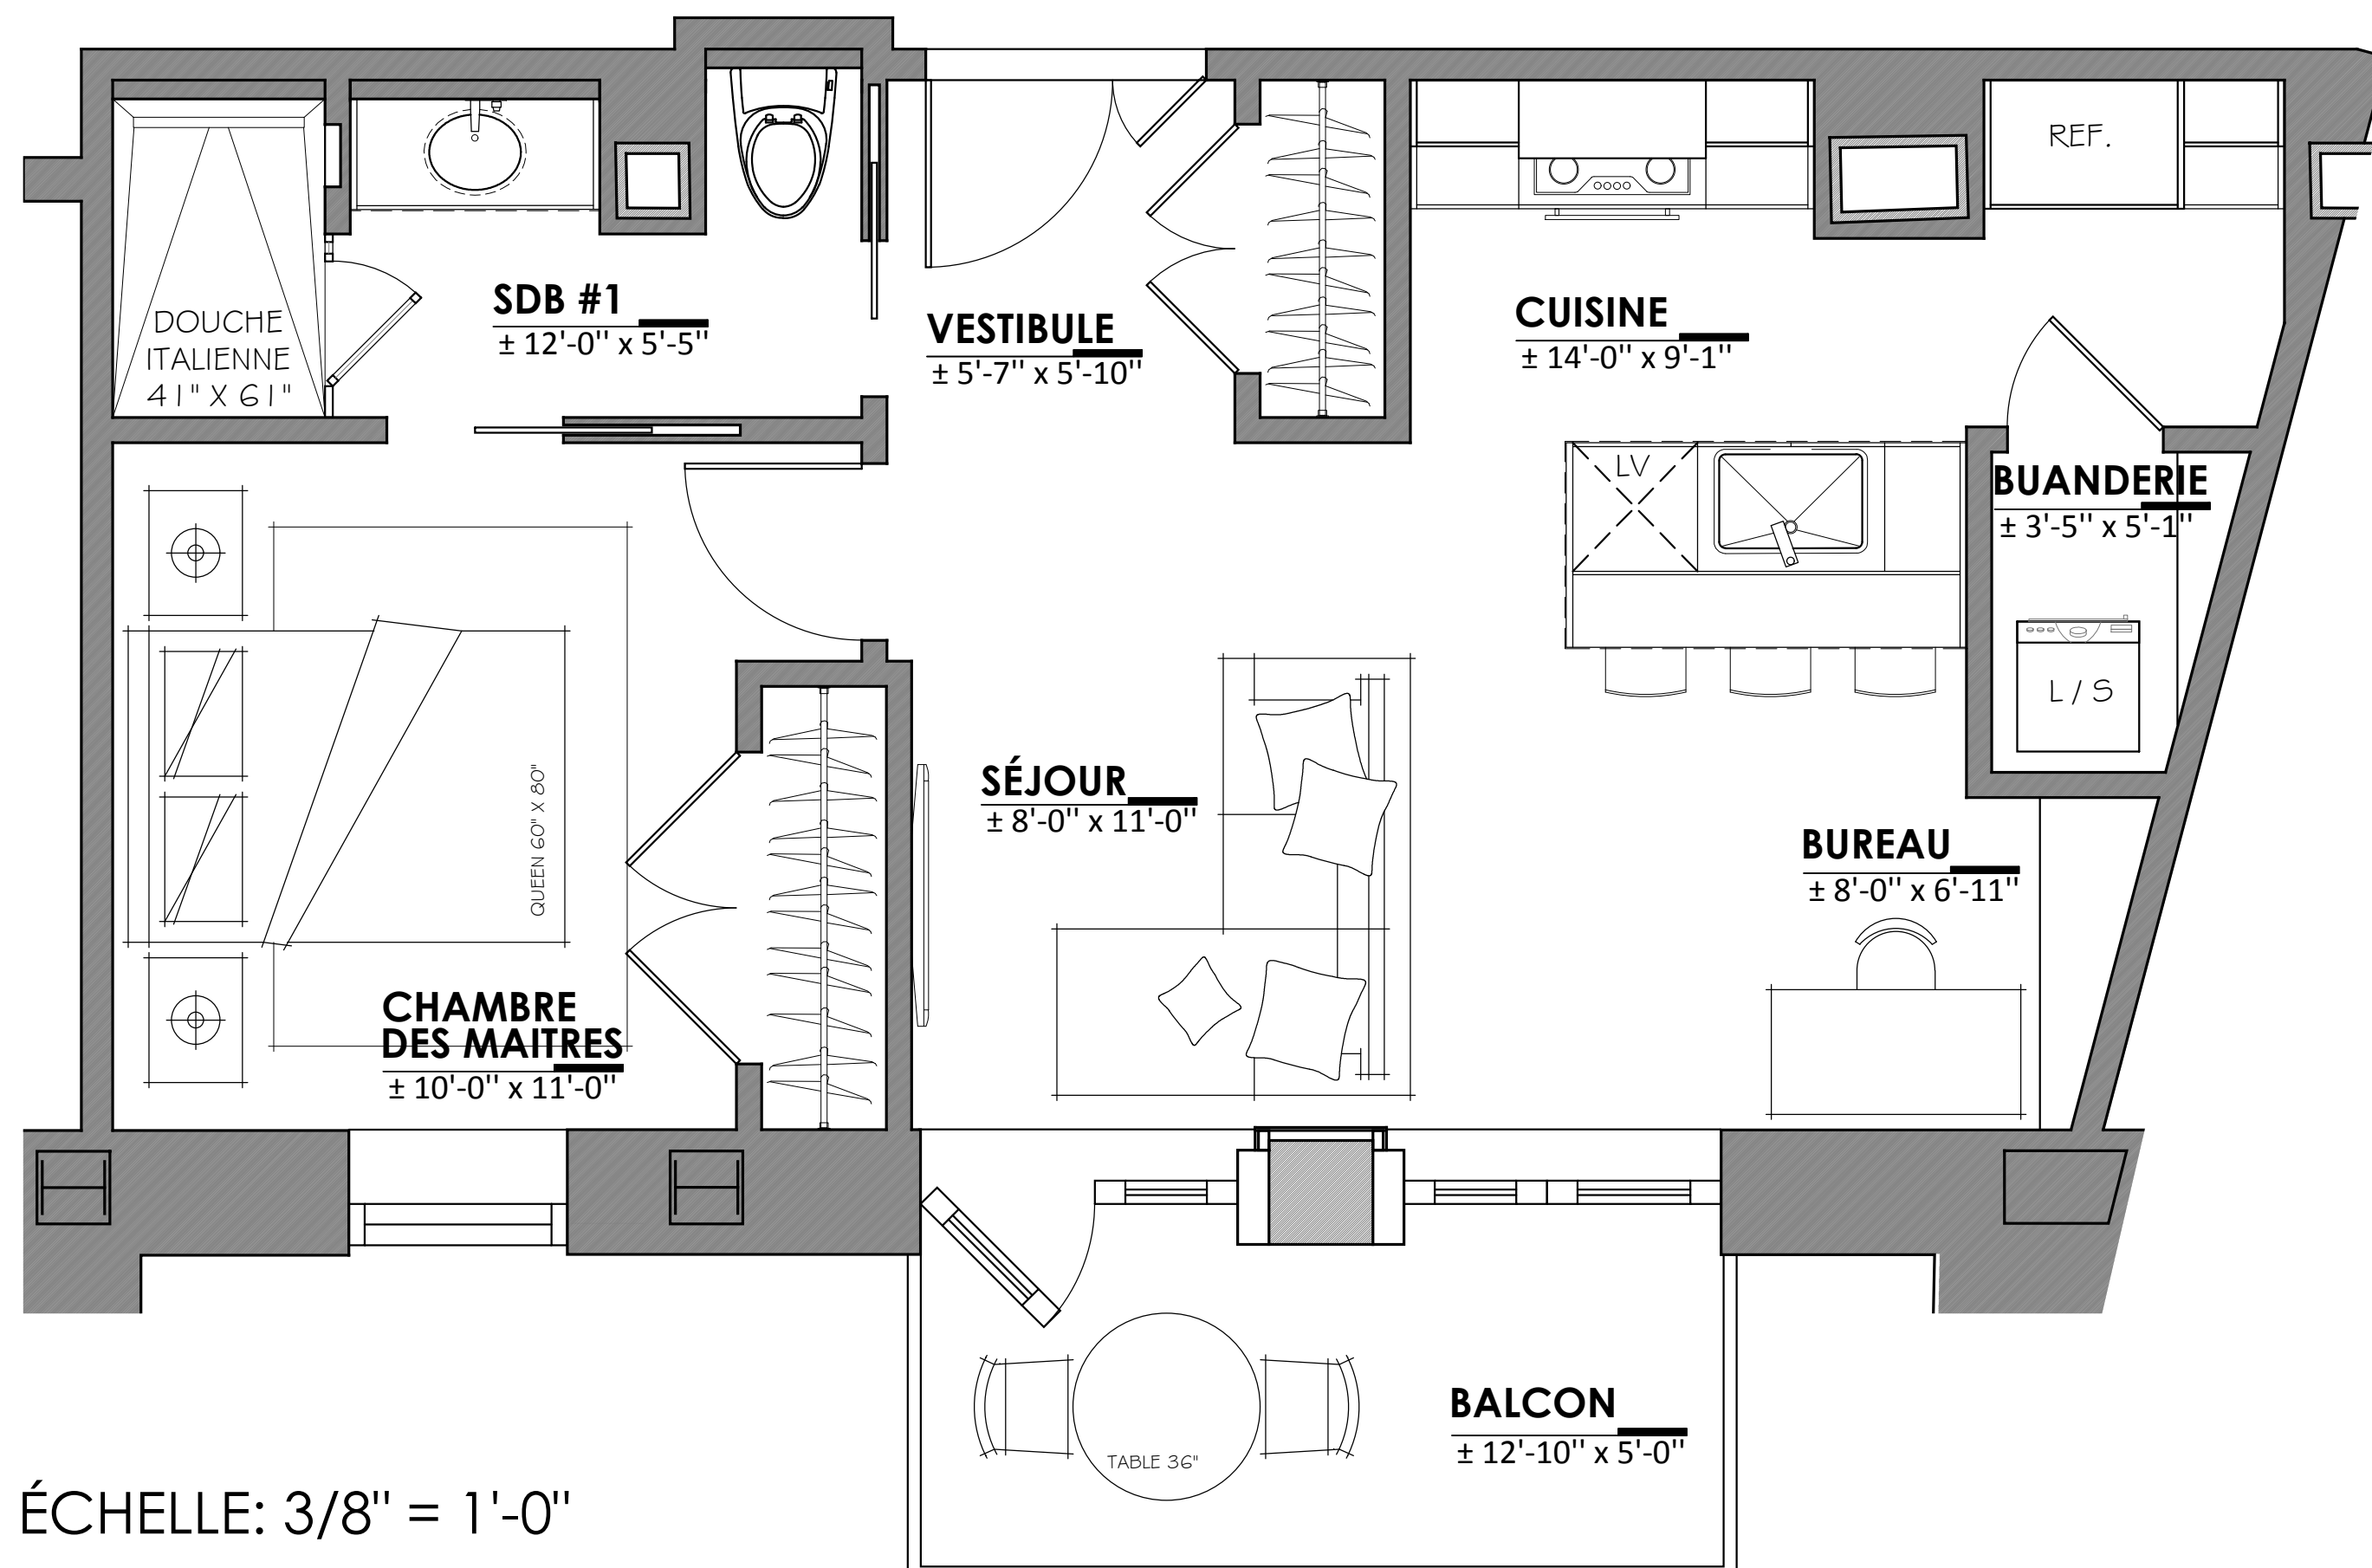 REF.
DOUCHE
ITALIENNE
41" X 61"
SDB #1
± 12'-0" x 5'-5"
VESTIBULE
± 5'-7" x 5'-10"
CUISINE
± 14'-0" x 9'-1"
LV
BUANDERIE
± 3'-5" x 5'-1"
L / S
QUEEN 60" X 80"
SÉJOUR
± 8'-0" x 11'-0"
BUREAU
± 8'-0" x 6'-11"
CHAMBRE
DES MAITRES
± 10'-0" x 11'-0"
BALCON
± 12'-10" x 5'-0"
TABLE 36"
ÉCHELLE: 3/8" = 1'-0"